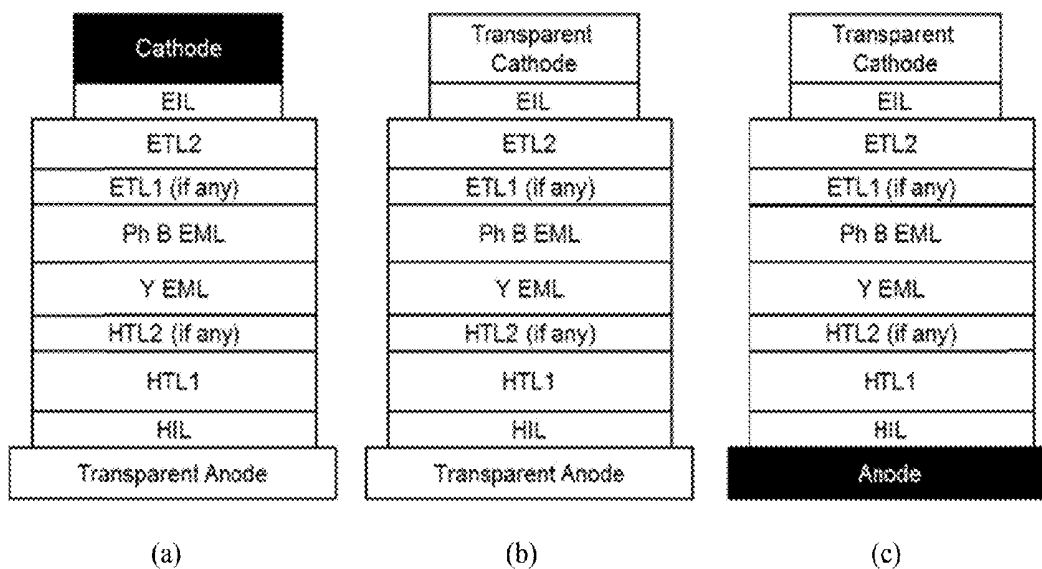 Cathode
EIL
ETL2
ETL1 (if any)
Ph B EML
Y EML
HTL2 (if any)
HTL1
HIL
Transparent Anode
(a)
Transparent
Cathode
EIL
ETL2
ETL1 (if any)
Ph B EML
Y EML
HTL2 (if any)
HTL1
HIL
Transparent Anode
(b)
Transparent
Cathode
EIL
ETL2
ETL1 (if any)
Ph B EML
Y EML
HTL2 (if any)
HTL1
HIL
Anode
(c)